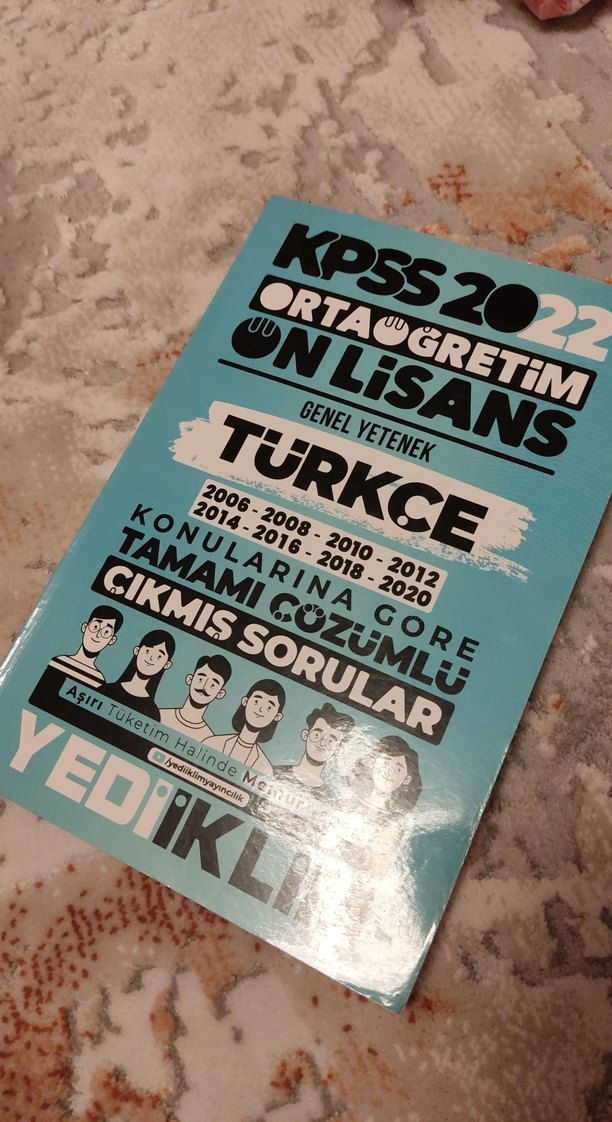 KPSS 2022
ORTAÖĞRETİM
ÖN LİSANS
GENEL YETENEK
TÜRKÇE
2006 - 2008 - 2010 - 2012
2014 - 2016 - 2018 - 2020
KONULARINA GÖRE
TAMAMI ÇÖZÜMLÜ
ÇIKMIŞ SORULAR
Aşırı Tüketim Halinde Memur
/yediiklimyayincilik
YEDİİKLİM